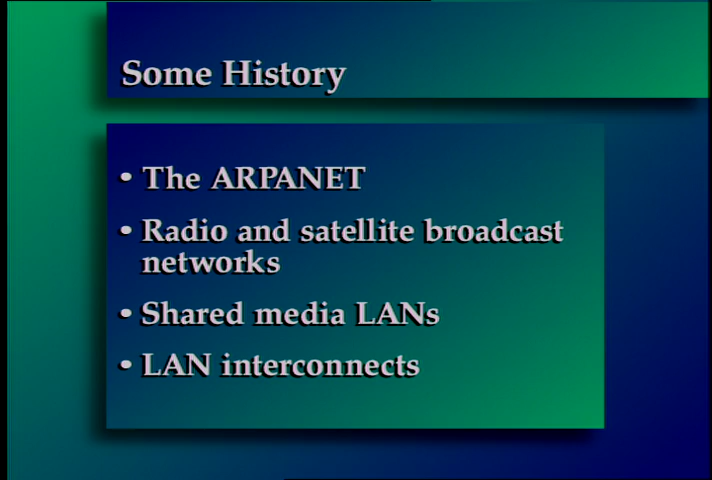 Some History
• The ARPANET
• Radio and satellite broadcast
networks
• Shared media LANs
• LAN interconnects